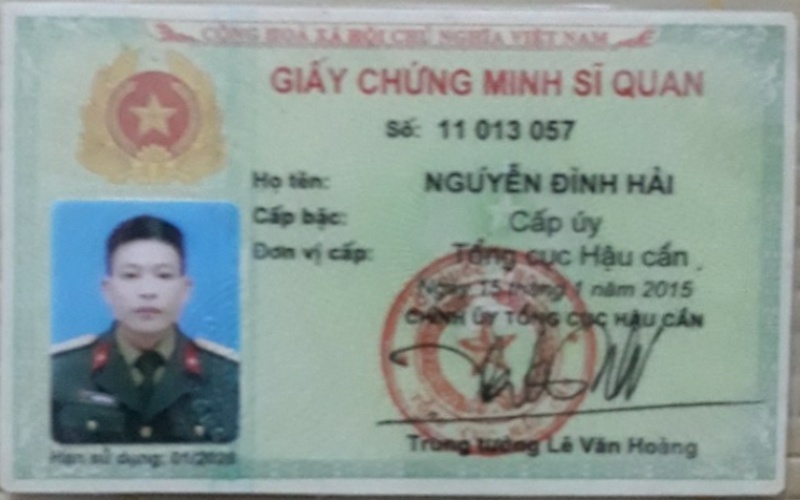 CỘNG HOÀ XÃ HỘI CHỦ NGHĨA VIỆT NAM
GIẤY CHỨNG MINH SĨ QUAN
Số: 11 013 057
Họ tên: NGUYỄN ĐÌNH HẢI
Cấp bậc: Cấp úy
Đơn vị cấp: Tổng cục Hậu cần
Ngày 15 tháng 1 năm 2015
CHÍNH ỦY TỔNG CỤC HẬU CẦN
Trung tướng Lê Văn Hoàng
Hạn sử dụng: